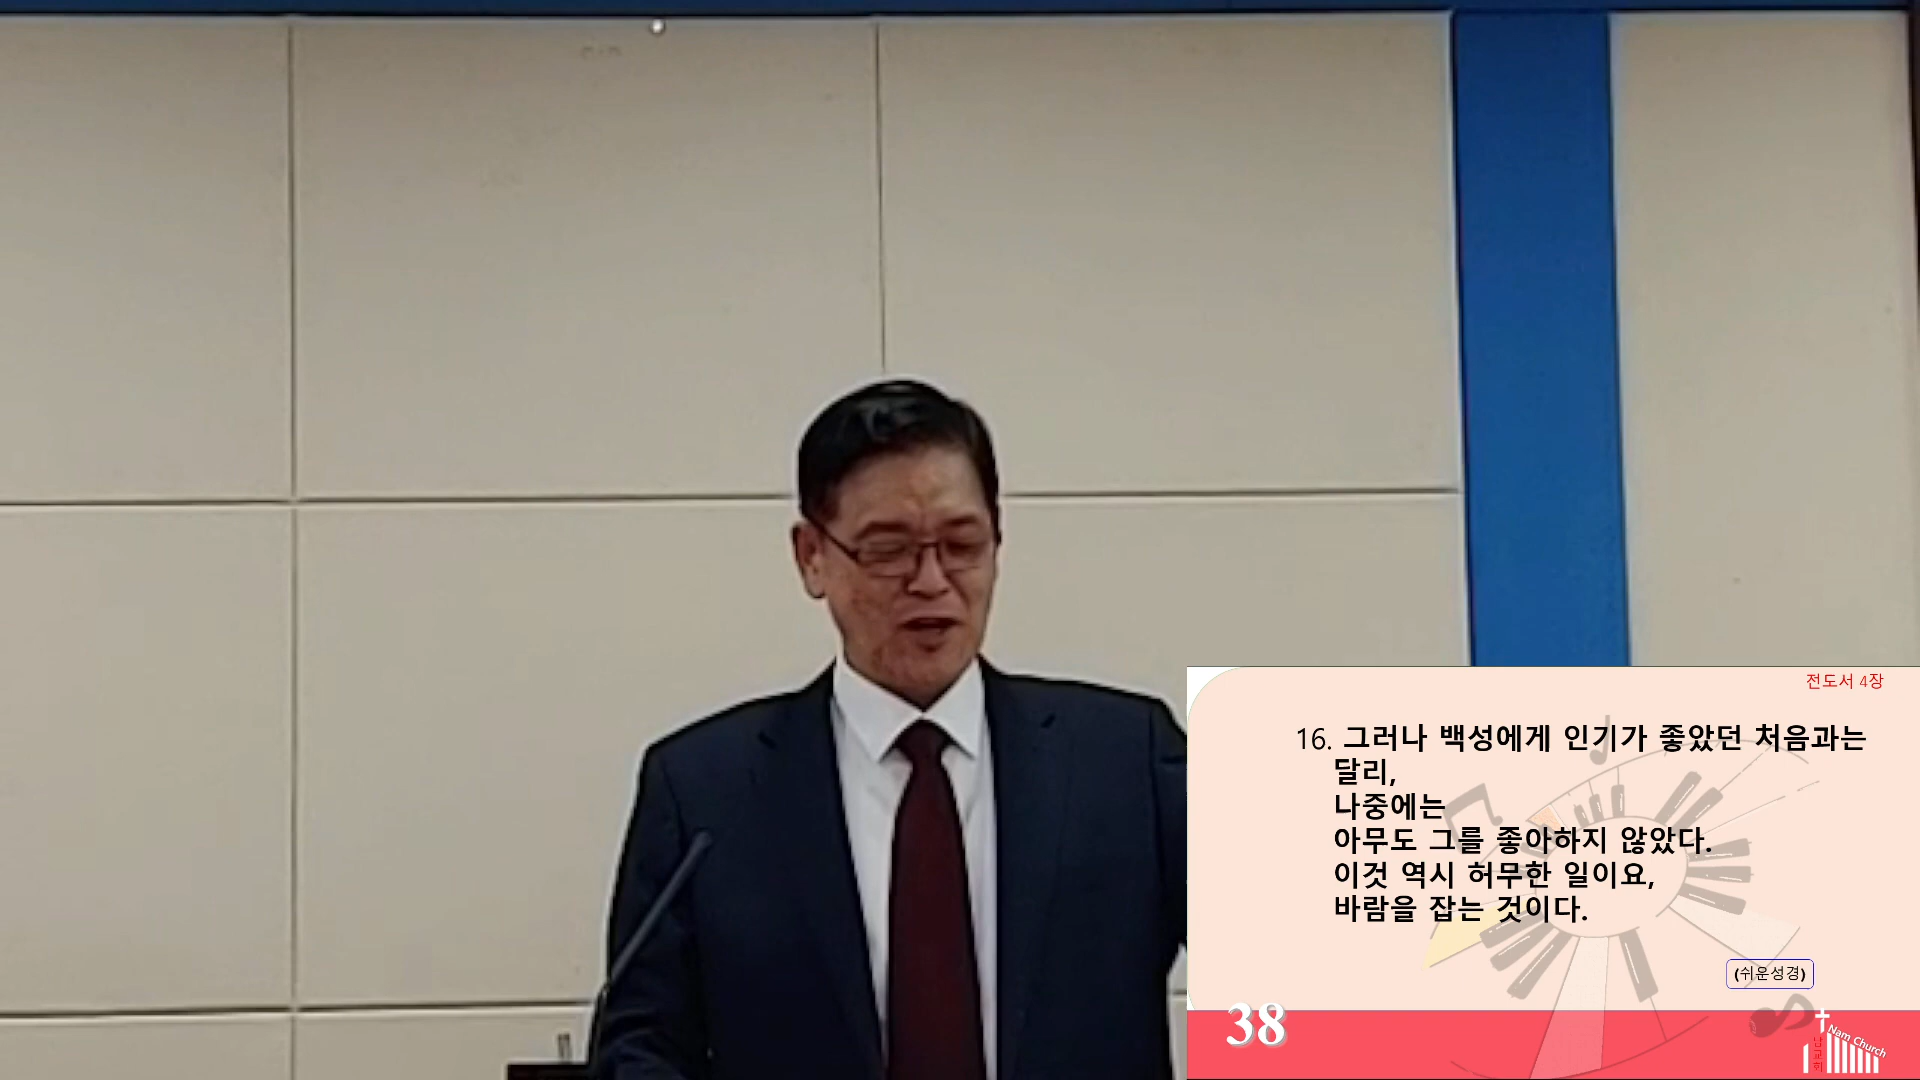 전도서 4장
16. 그러나 백성에게 인기가 좋았던 처음과는
달리,
나중에는
아무도 그를 좋아하지 않았다.
이것 역시 허무한 일이요,
바람을 잡는 것이다.
(쉬운성경)
38
Nam Church
남교회